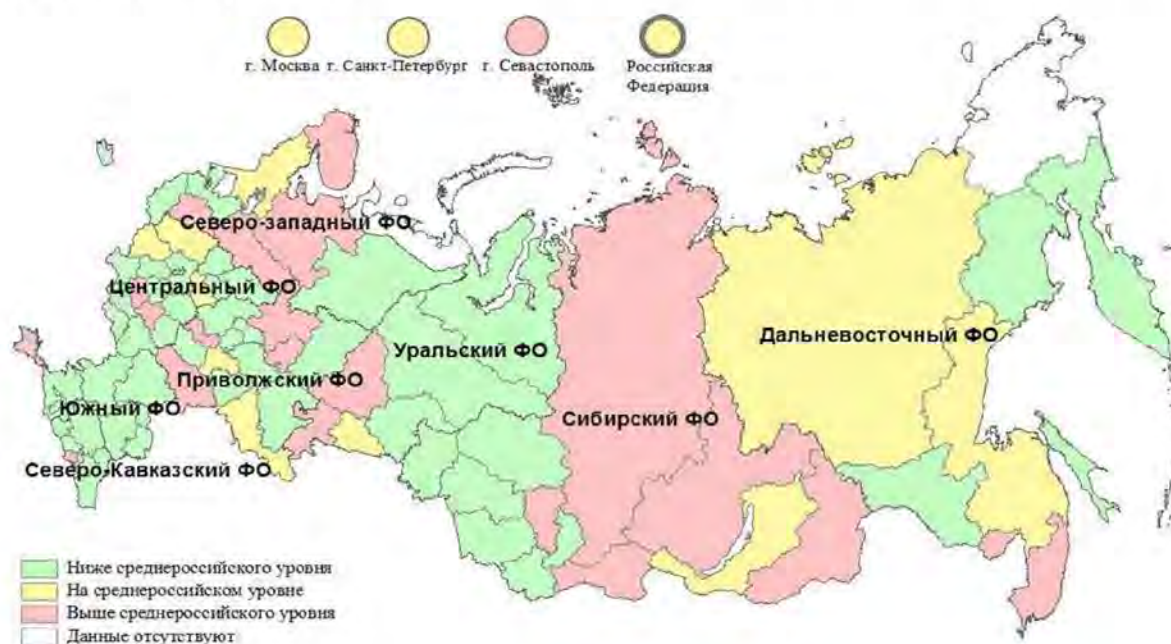 г. Москва г. Санкт-Петербург г. Севастополь Российская
Федерация
Северо-западный ФО
Центральный ФО
Уральский ФО
Дальневосточный ФО
Приволжский ФО
Южный ФО
Сибирский ФО
Северо-Кавказский ФО
Ниже среднероссийского уровня
На среднероссийском уровне
Выше среднероссийского уровня
Данные отсутствуют